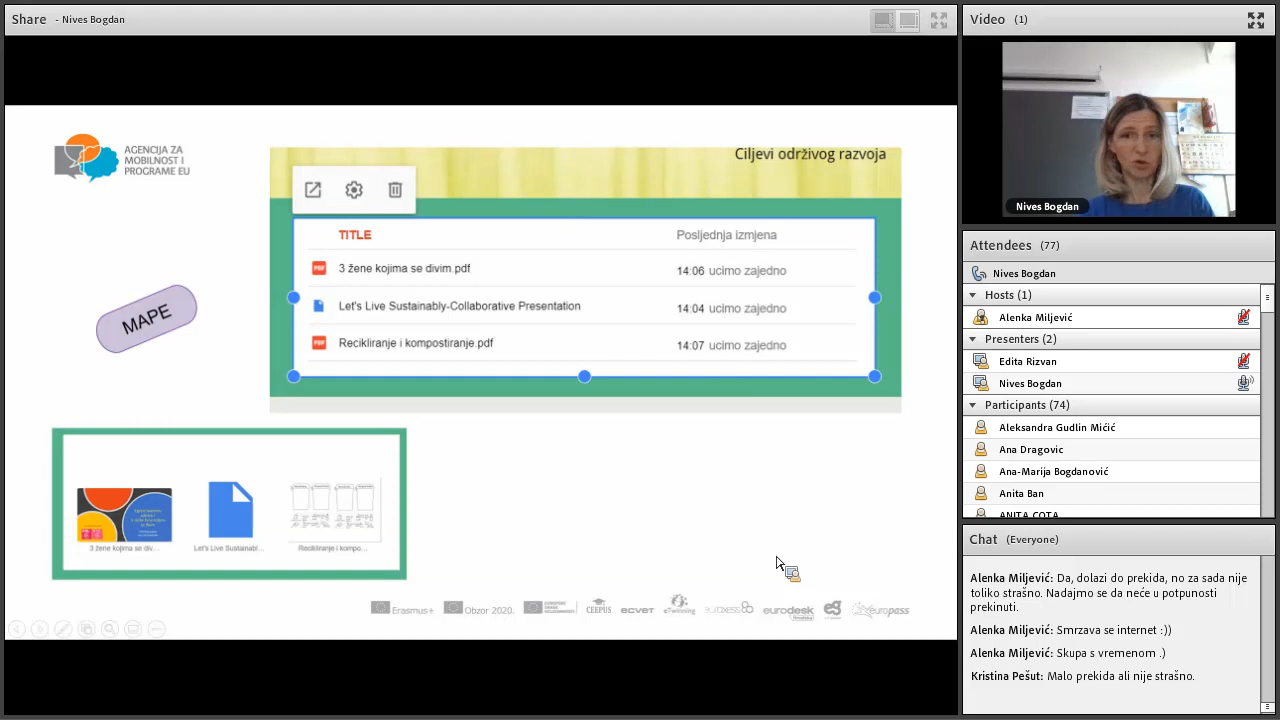 Share - Nives Bogdan
AGENCIJA ZA
MOBILNOST I
PROGRAME EU
Ciljevi održivog razvoja
TITLE Posljednja izmjena
PDF 3 žene kojima se divim.pdf 14:06 ucimo zajedno
Let's Live Sustainably-Collaborative Presentation 14:04 ucimo zajedno
PDF Recikliranje i kompostiranje.pdf 14:07 ucimo zajedno
MAPE
3 žene kojima se div...
Let's Live Sustainabl...
Recikliranje i kompo...
Erasmus+ Obzor 2020. CEEPUS ECVET eTwinning euroxess eurodesk eg europass
Video (1)
Nives Bogdan
Attendees (77)
Nives Bogdan
Hosts (1)
Alenka Miljević
Presenters (2)
Edita Rizvan
Nives Bogdan
Participants (74)
Aleksandra Gudlin Mićić
Ana Dragovic
Ana-Marija Bogdanović
Anita Ban
ANITA COTA
Chat (Everyone)
Alenka Miljević: Da, dolazi do prekida, no za sada nije
toliko strašno. Nadajmo se da neće u potpunosti
prekinuti.
Alenka Miljević: Smrzava se internet :))
Alenka Miljević: Skupa s vremenom .)
Kristina Pešut: Malo prekida ali nije strašno.